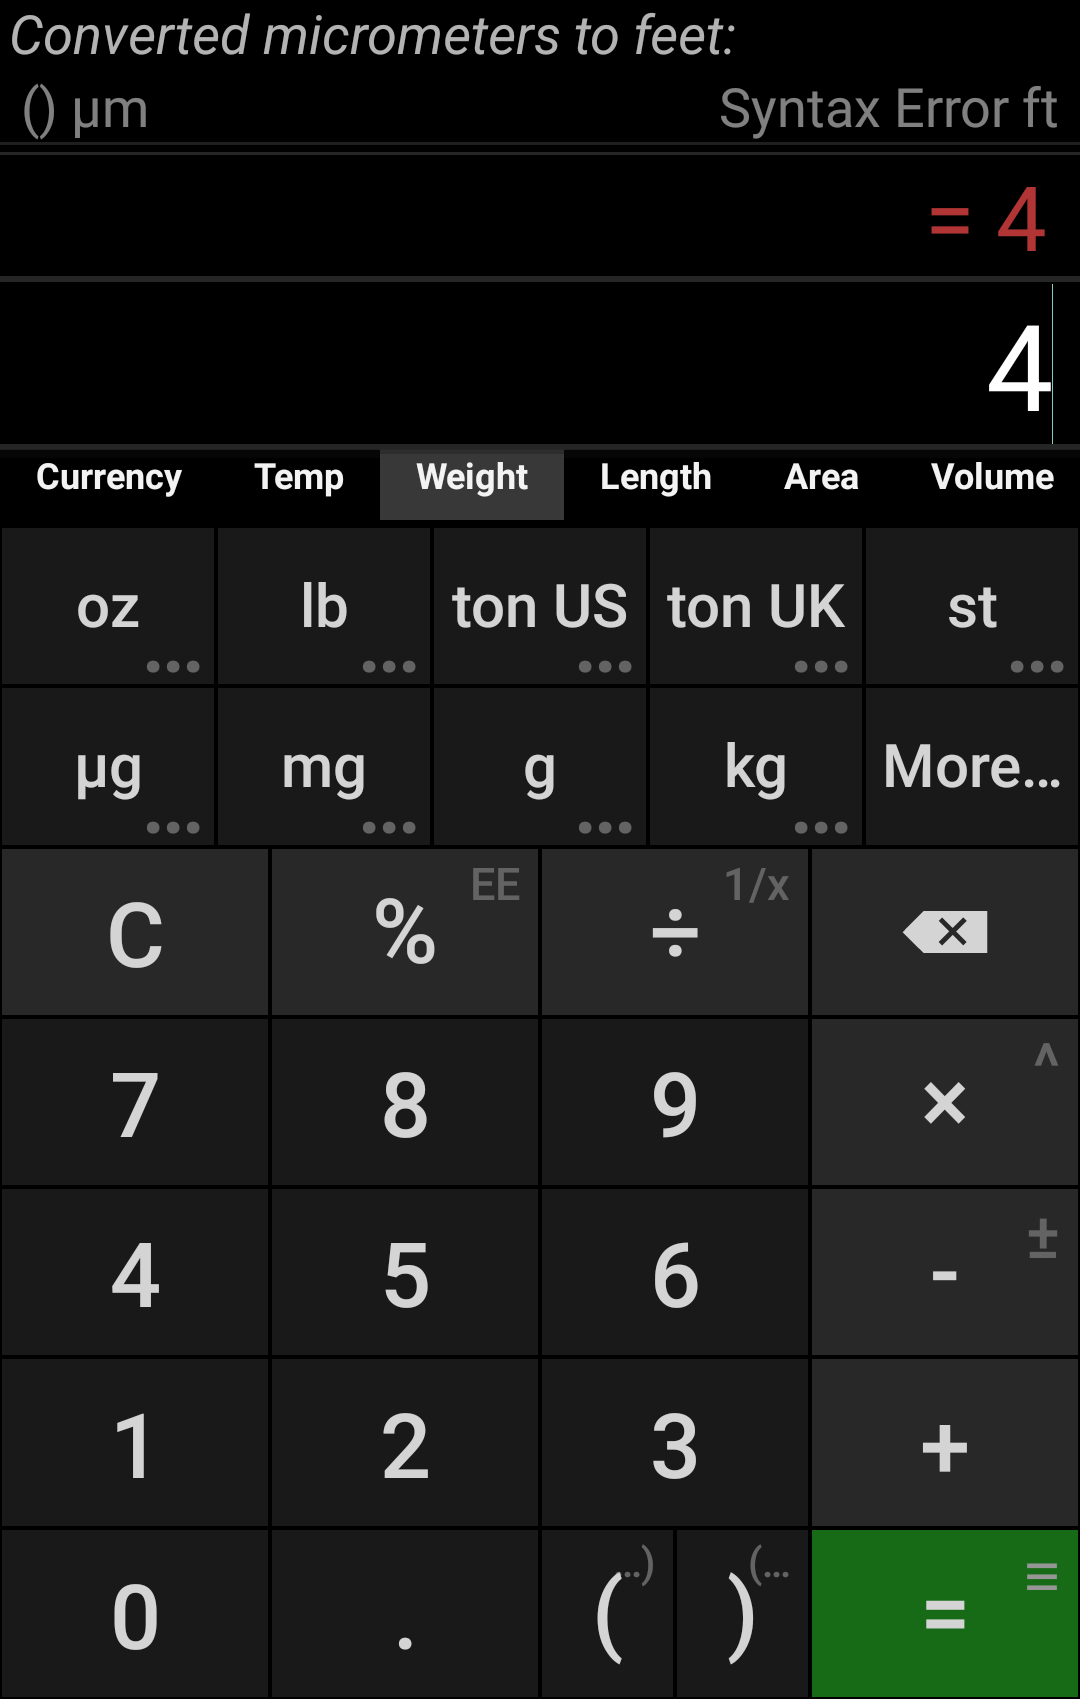 Converted micrometers to feet:
() µm Syntax Error ft
= 4
4
Currency Temp Weight Length Area Volume
oz lb ton US ton UK st
µg mg g kg More...
C % EE ÷ 1/x
7 8 9 × ^
4 5 6 - ±
1 2 3 +
0 . ( ..) ) (... = ≡